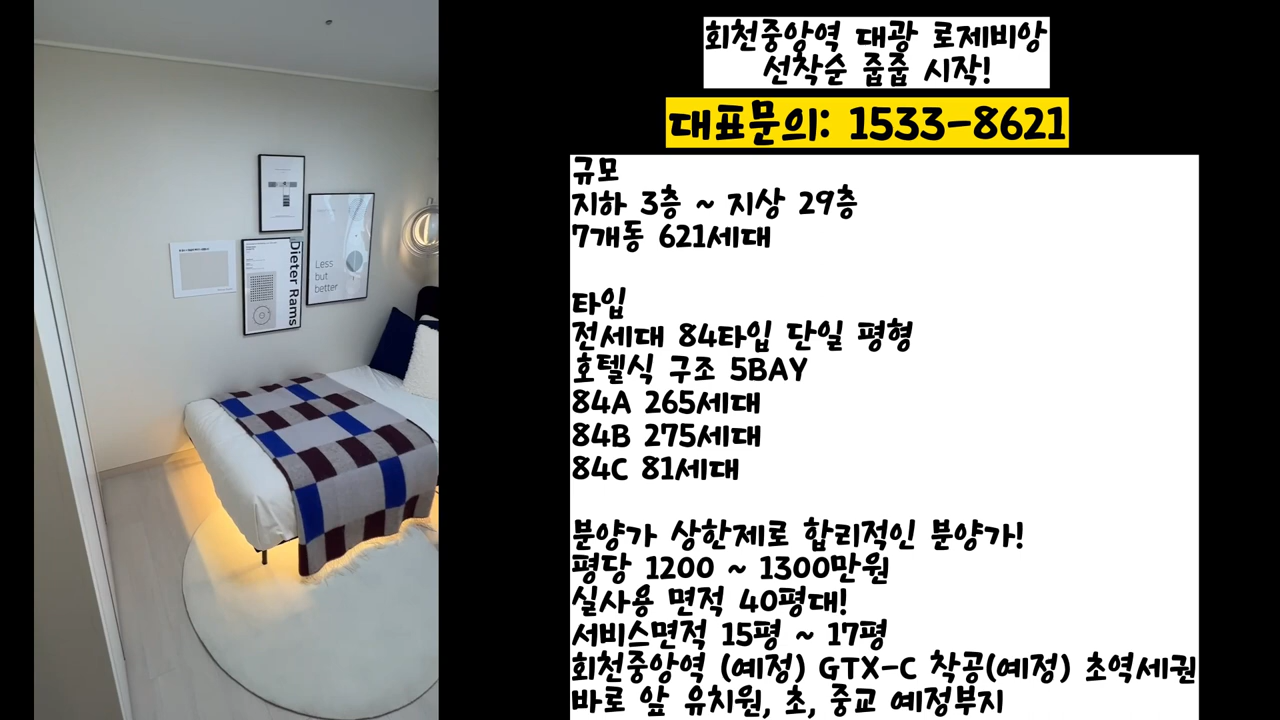 회천중앙역 대광 로제비앙
선착순 줍줍 시작!
대표문의: 1533-8621
규모
지하 3층 ~ 지상 29층
7개동 621세대
타입
전세대 84타입 단일 평형
호텔식 구조 5BAY
84A 265세대
84B 275세대
84C 81세대
분양가 상한제로 합리적인 분양가!
평당 1200 ~ 1300만원
실사용 면적 40평대!
서비스면적 15평 ~ 17평
회천중앙역 (예정) GTX-C 착공(예정) 초역세권
바로 앞 유치원, 초, 중교 예정부지
Less
but
better
Dieter Rams